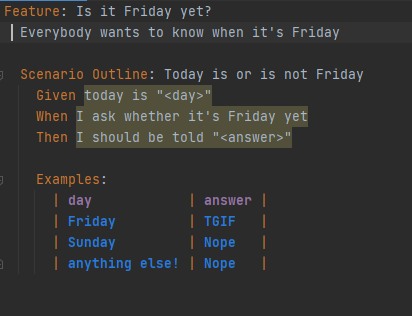 Feature: Is it Friday yet?
Everybody wants to know when it's Friday
Scenario Outline: Today is or is not Friday
Given today is "<day>"
When I ask whether it's Friday yet
Then I should be told "<answer>"
Examples:
| day | answer |
| Friday | TGIF |
| Sunday | Nope |
| anything else! | Nope |